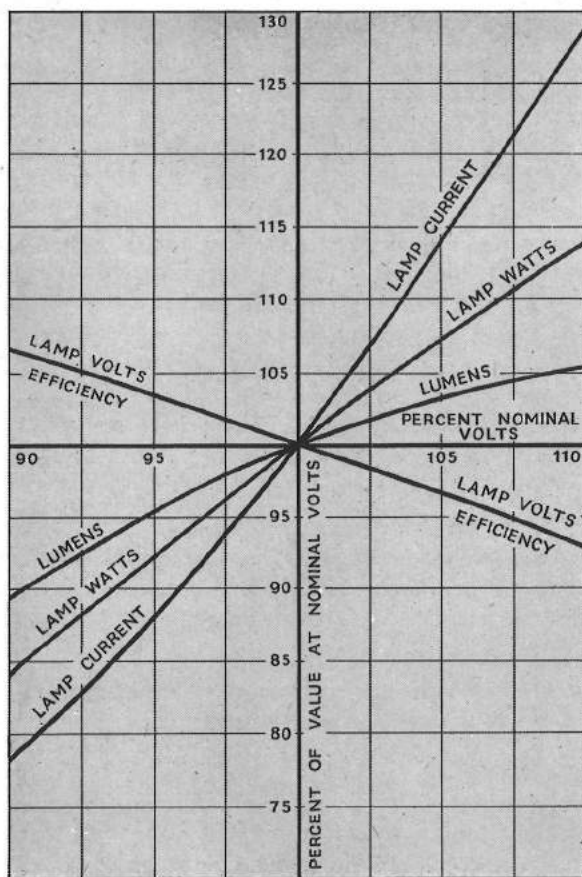 130
125
120
115
110
105
LAMP CURRENT
LAMP WATTS
LUMENS
LAMP VOLTS
EFFICIENCY
PERCENT NOMINAL
VOLTS
90
95
105
110
LAMP VOLTS
EFFICIENCY
LUMENS
LAMP WATTS
LAMP CURRENT
95
90
85
80
75
PERCENT OF VALUE AT NOMINAL VOLTS